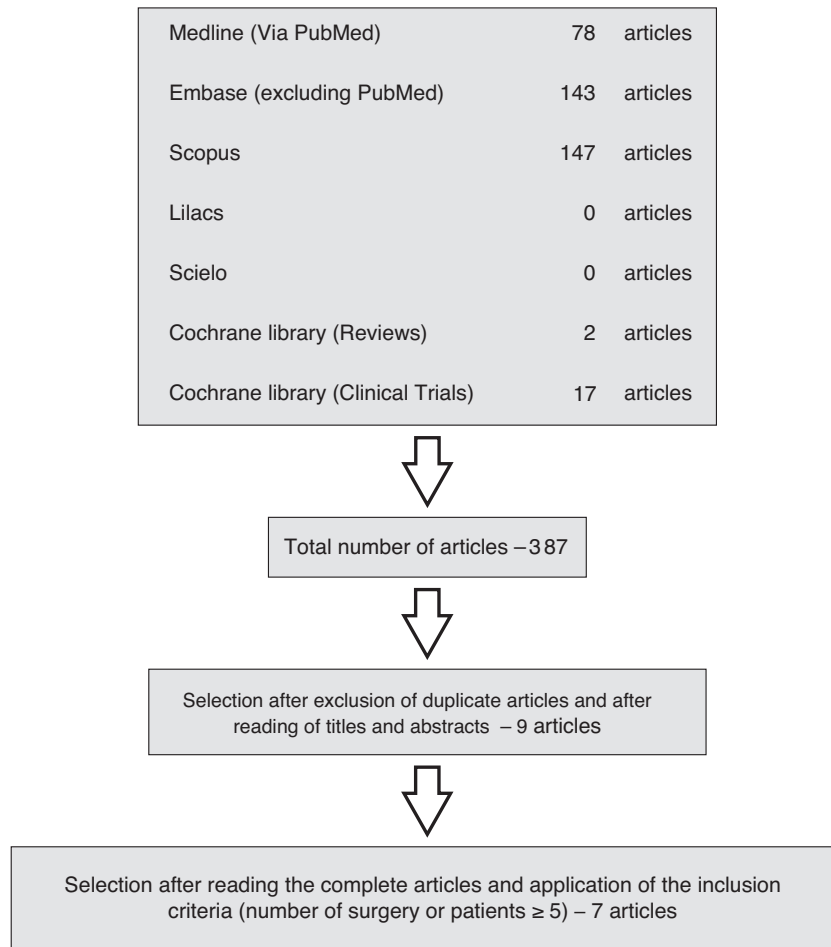 Medline (Via PubMed) 78 articles
Embase (excluding PubMed) 143 articles
Scopus 147 articles
Lilacs 0 articles
Scielo 0 articles
Cochrane library (Reviews) 2 articles
Cochrane library (Clinical Trials) 17 articles
Total number of articles – 387
Selection after exclusion of duplicate articles and after
reading of titles and abstracts – 9 articles
Selection after reading the complete articles and application of the inclusion
criteria (number of surgery or patients ≥ 5) – 7 articles